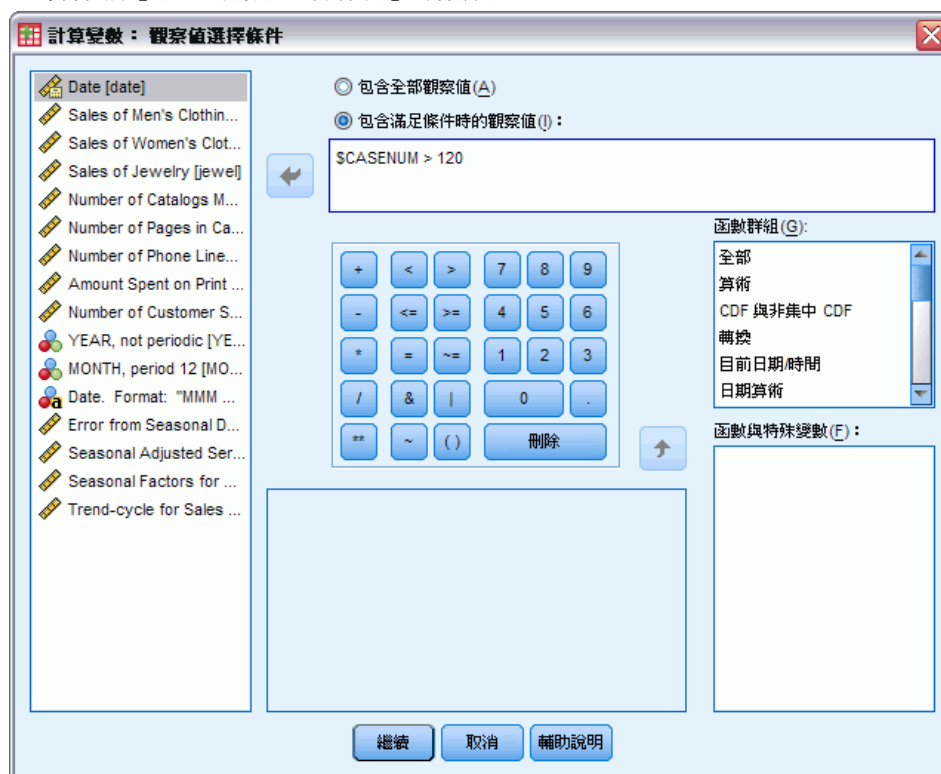 計算變數： 觀察值選擇條件
Date [date]
Sales of Men's Clothin...
Sales of Women's Clot...
Sales of Jewelry [jewel]
Number of Catalogs M...
Number of Pages in Ca...
Number of Phone Line...
Amount Spent on Print ...
Number of Customer S...
YEAR, not periodic [YE...
MONTH, period 12 [MO...
Date. Format: "MMM ...
Error from Seasonal D...
Seasonal Adjusted Ser...
Seasonal Factors for ...
Trend-cycle for Sales ...
包含全部觀察值(A)
包含滿足條件時的觀察值(I)：
$CASENUM > 120
+ < > 7 8 9
- <= >= 4 5 6
* = ~= 1 2 3
/ & | 0 .
** ~ ( ) 刪除
函數群組(G):
全部
算術
CDF 與非集中 CDF
轉換
目前日期/時間
日期算術
函數與特殊變數(F)：
繼續 取消 輔助說明